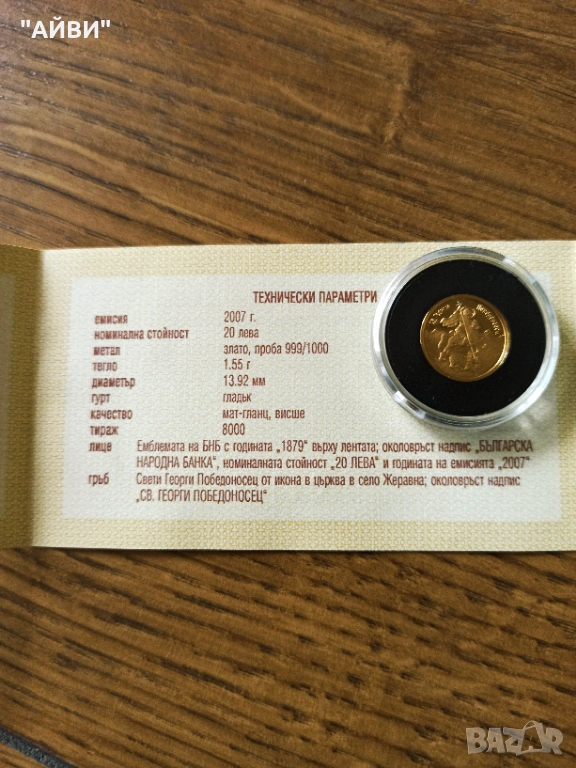 "АЙВИ"
ТЕХНИЧЕСКИ ПАРАМЕТРИ
емисия 2007 г.
номинална стойност 20 лева
метал злато, проба 999/1000
тегло 1.55 г
диаметър 13.92 мм
гурт гладък
качество мат-гланц, висше
тираж 8000
лице Емблемата на БНБ с годината „1879" върху лентата; околовръст надпис „БЪЛГАРСКА
НАРОДНА БАНКА", номиналната стойност „20 ЛЕВА" и годината на емисията „2007"
гръб Свети Георги Победоносец от икона в църква в село Жеравна; околовръст надпис
„СВ. ГЕОРГИ ПОБЕДОНОСЕЦ"
BAZAR